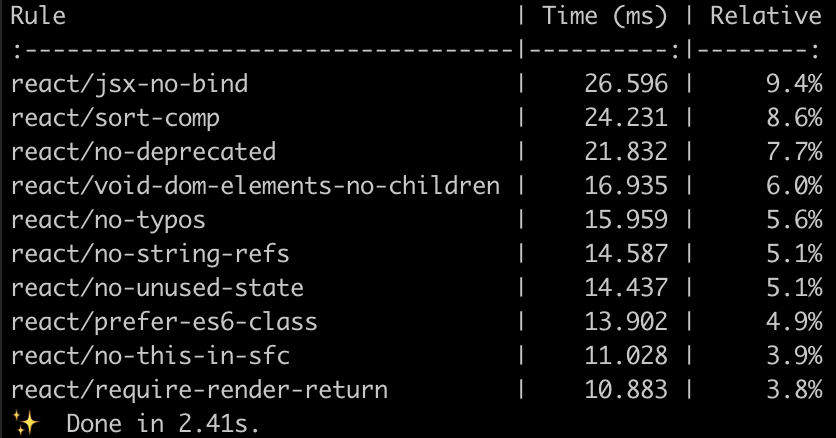 Rule | Time (ms) | Relative
:-----------------------------------|----------:|--------:
react/jsx-no-bind | 26.596 | 9.4%
react/sort-comp | 24.231 | 8.6%
react/no-deprecated | 21.832 | 7.7%
react/void-dom-elements-no-children | 16.935 | 6.0%
react/no-typos | 15.959 | 5.6%
react/no-string-refs | 14.587 | 5.1%
react/no-unused-state | 14.437 | 5.1%
react/prefer-es6-class | 13.902 | 4.9%
react/no-this-in-sfc | 11.028 | 3.9%
react/require-render-return | 10.883 | 3.8%
✨ Done in 2.41s.